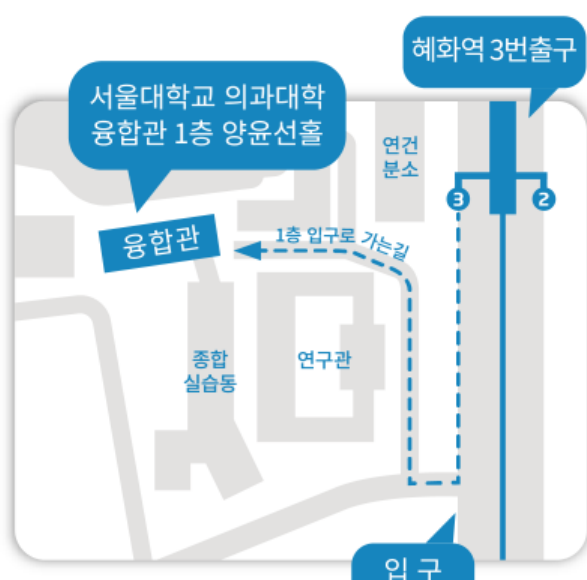 혜화역 3번출구
서울대학교 의과대학
융합관 1층 양윤선홀
연건
분소
3
2
융합관
1층 입구로 가는길
종합
실습동
연구관
입 구